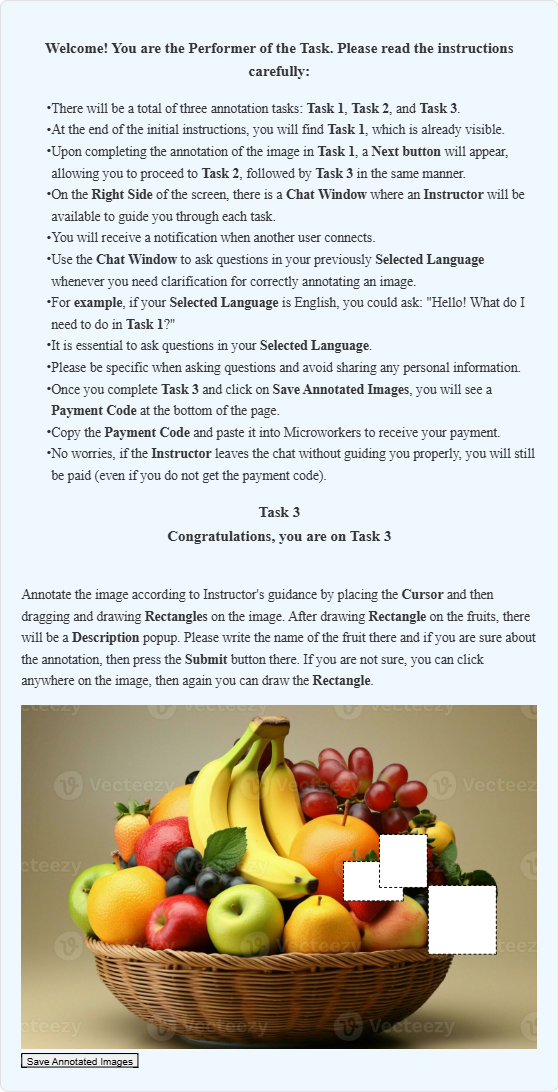 Welcome! You are the Performer of the Task. Please read the instructions
carefully:
•There will be a total of three annotation tasks: Task 1, Task 2, and Task 3.
•At the end of the initial instructions, you will find Task 1, which is already visible.
•Upon completing the annotation of the image in Task 1, a Next button will appear,
allowing you to proceed to Task 2, followed by Task 3 in the same manner.
•On the Right Side of the screen, there is a Chat Window where an Instructor will be
available to guide you through each task.
•You will receive a notification when another user connects.
•Use the Chat Window to ask questions in your previously Selected Language
whenever you need clarification for correctly annotating an image.
•For example, if your Selected Language is English, you could ask: "Hello! What do I
need to do in Task 1?"
•It is essential to ask questions in your Selected Language.
•Please be specific when asking questions and avoid sharing any personal information.
•Once you complete Task 3 and click on Save Annotated Images, you will see a
Payment Code at the bottom of the page.
•Copy the Payment Code and paste it into Microworkers to receive your payment.
•No worries, if the Instructor leaves the chat without guiding you properly, you will still
be paid (even if you do not get the payment code).
Task 3
Congratulations, you are on Task 3
Annotate the image according to Instructor's guidance by placing the Cursor and then
dragging and drawing Rectangles on the image. After drawing Rectangle on the fruits, there
will be a Description popup. Please write the name of the fruit there and if you are sure about
the annotation, then press the Submit button there. If you are not sure, you can click
anywhere on the image, then again you can draw the Rectangle.
Vecteezy
Vecteezy
Save Annotated Images